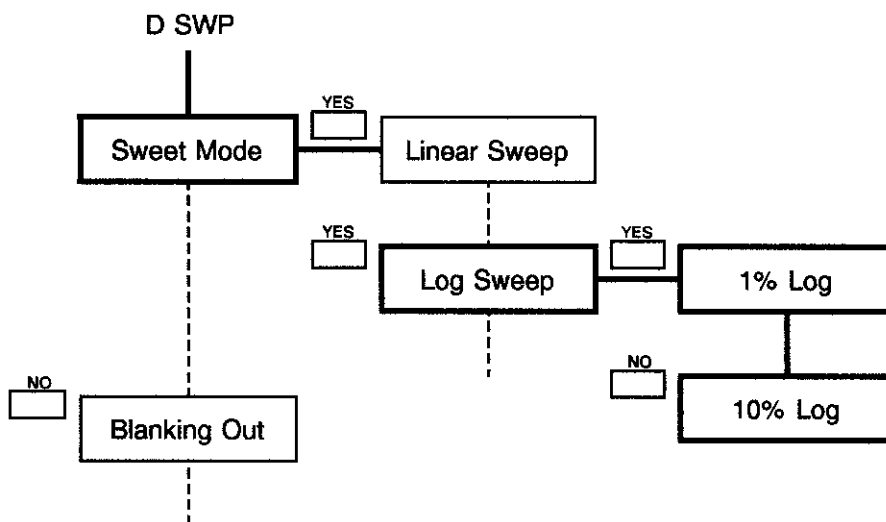 D SWP
YES
Sweet Mode
Linear Sweep
YES
YES
Log Sweep
1% Log
NO
NO
10% Log
Blanking Out